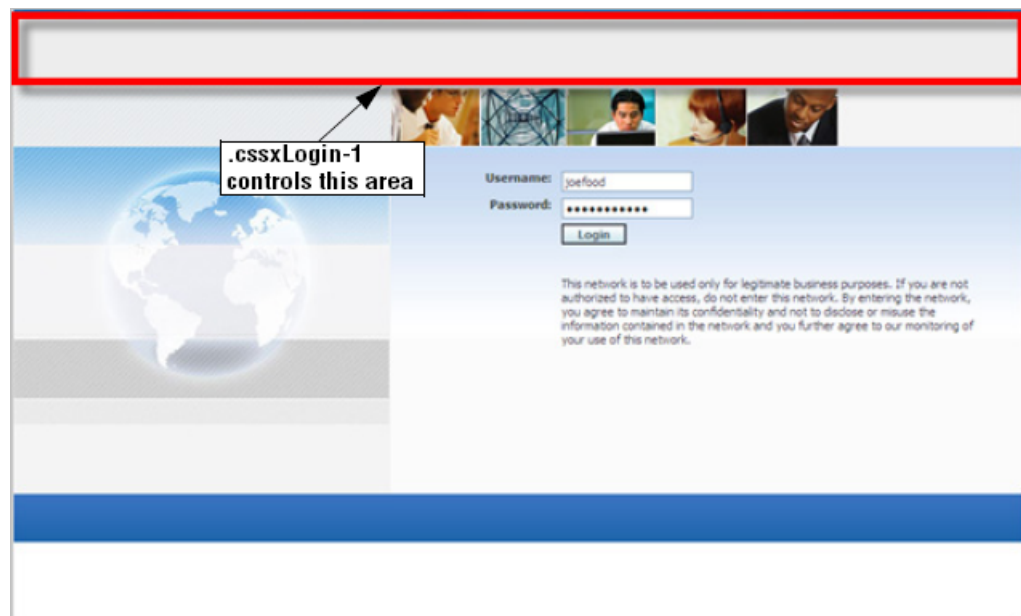 .cssxLogin-1
controls this area
Username: joefood
Password: •••••••••••
Login
This network is to be used only for legitimate business purposes. If you are not
authorized to have access, do not enter this network. By entering the network,
you agree to maintain its confidentiality and not to disclose or misuse the
information contained in the network and you further agree to our monitoring of
your use of this network.